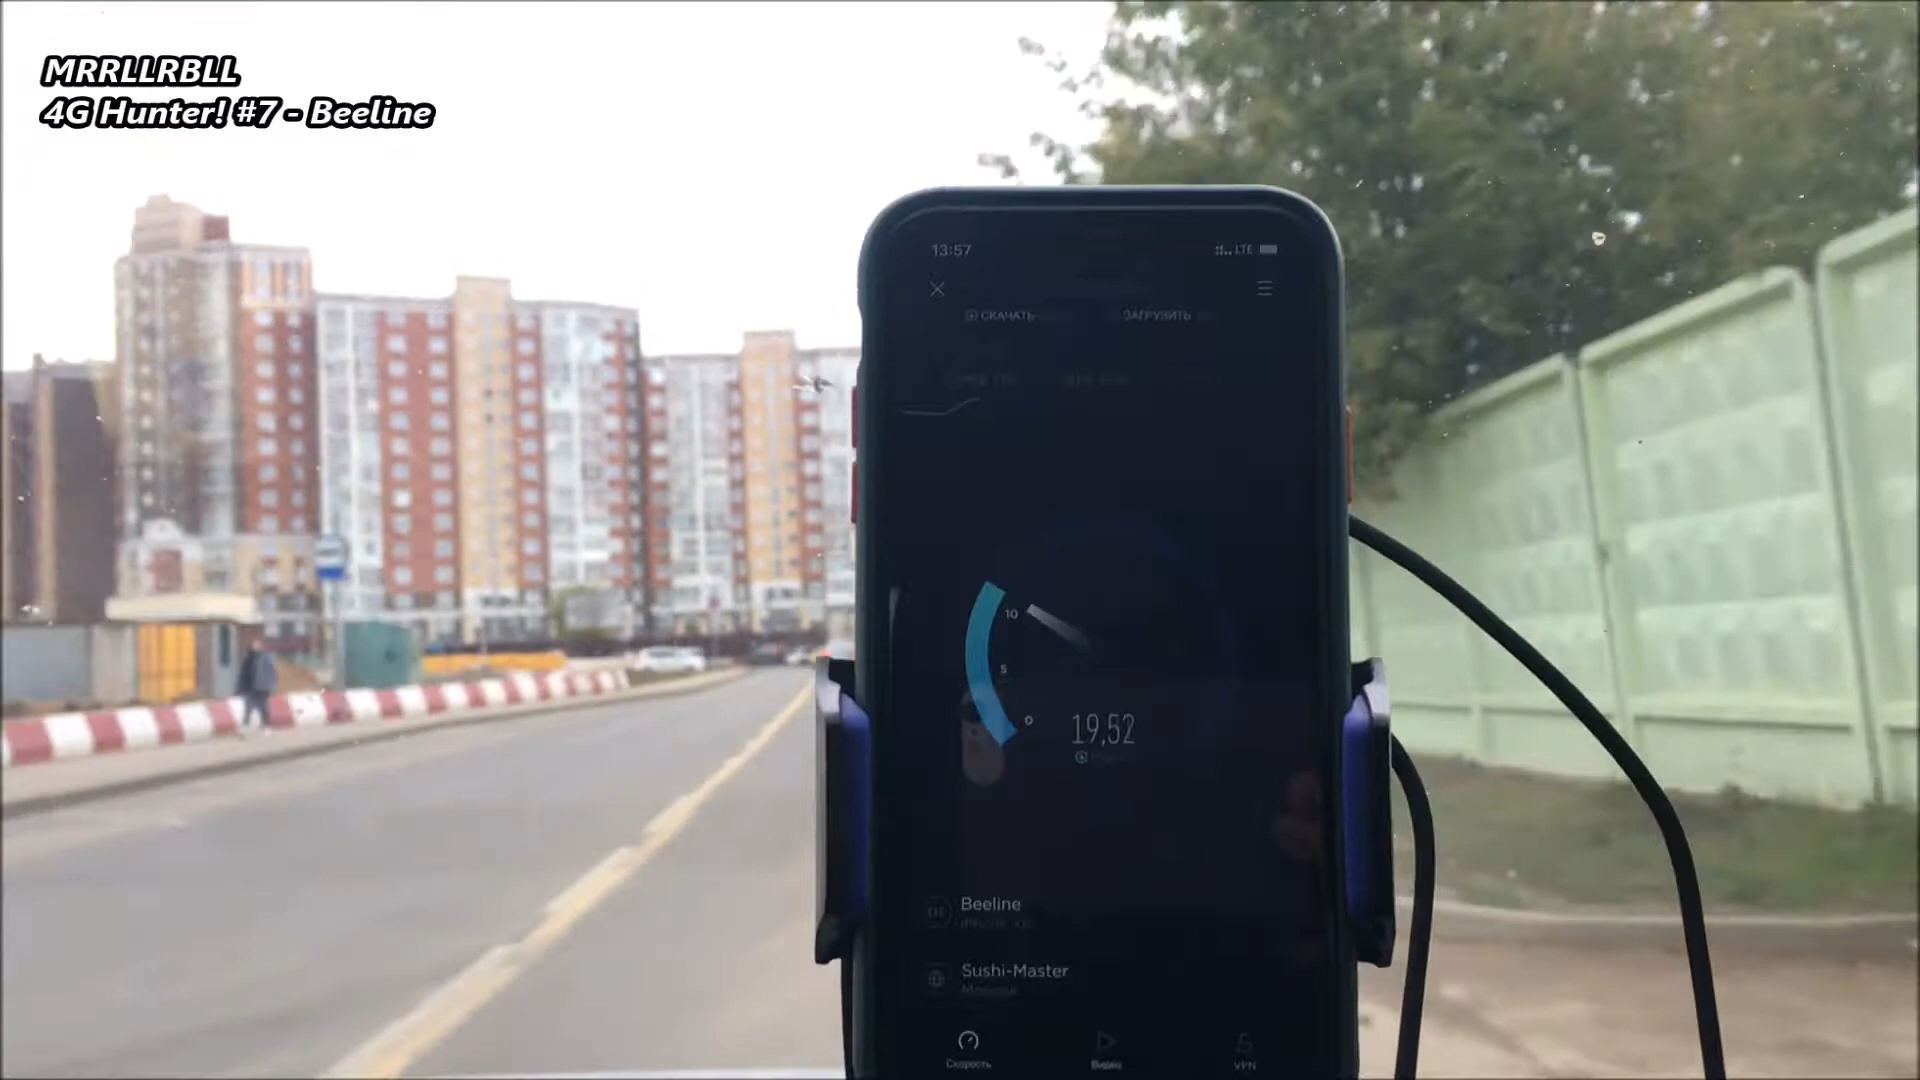 MRRLLRBLL
4G Hunter! #7 - Beeline
13:57
LTE
СКАЧАТЬ
ЗАГРУЗИТЬ
10
5
0
19,52
Beeline
Sushi-Master
Скорость
Видео
VPN